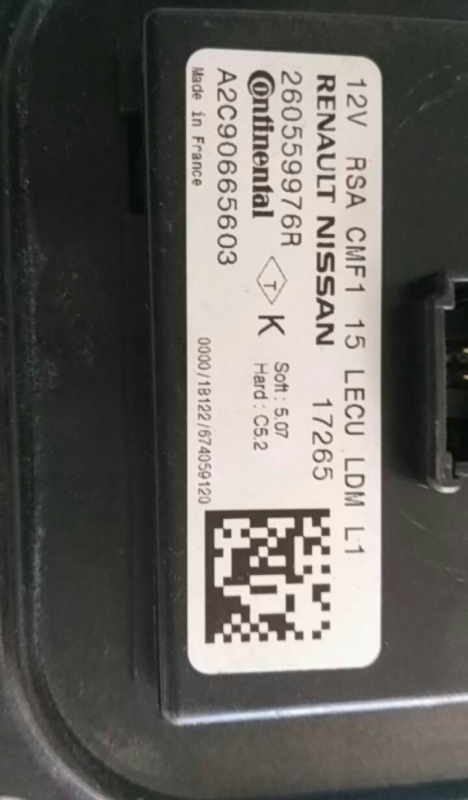 12V RSA CMF1 15 LECU LDM L1
RENAULT NISSAN 17265
260559976R
T K
Soft : 5.07
Hard : C5.2
Continental
A2C90665603
Made in France
0000/18122/674059120